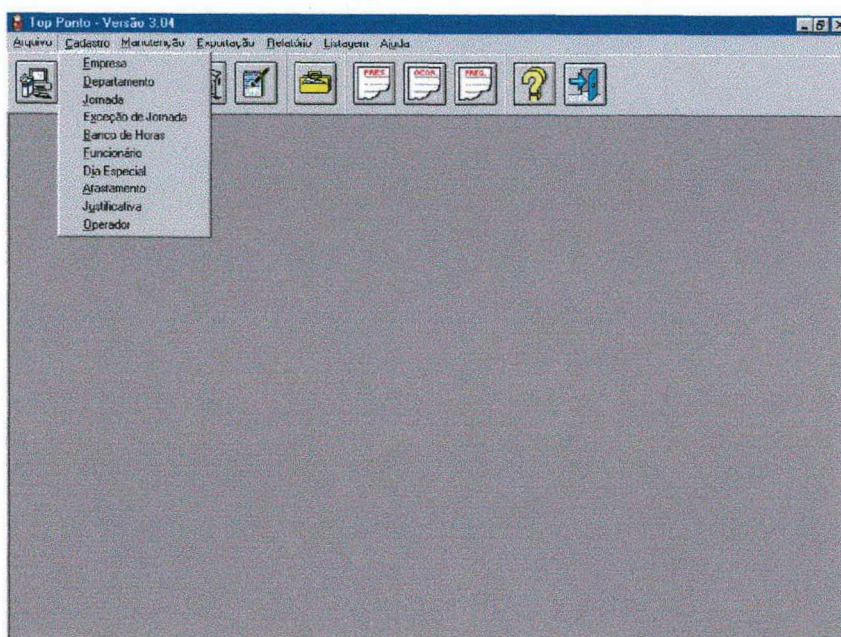 Top Ponto - Versão 3.04
Arquivo Cadastro Manutenção Exportação Relatório Listagem Ajuda
Empresa
Departamento
Jornada
Exceção de Jornada
Banco de Horas
Funcionário
Dia Especial
Afastamento
Justificativa
Operador
PRES. OCOR. FREQ.